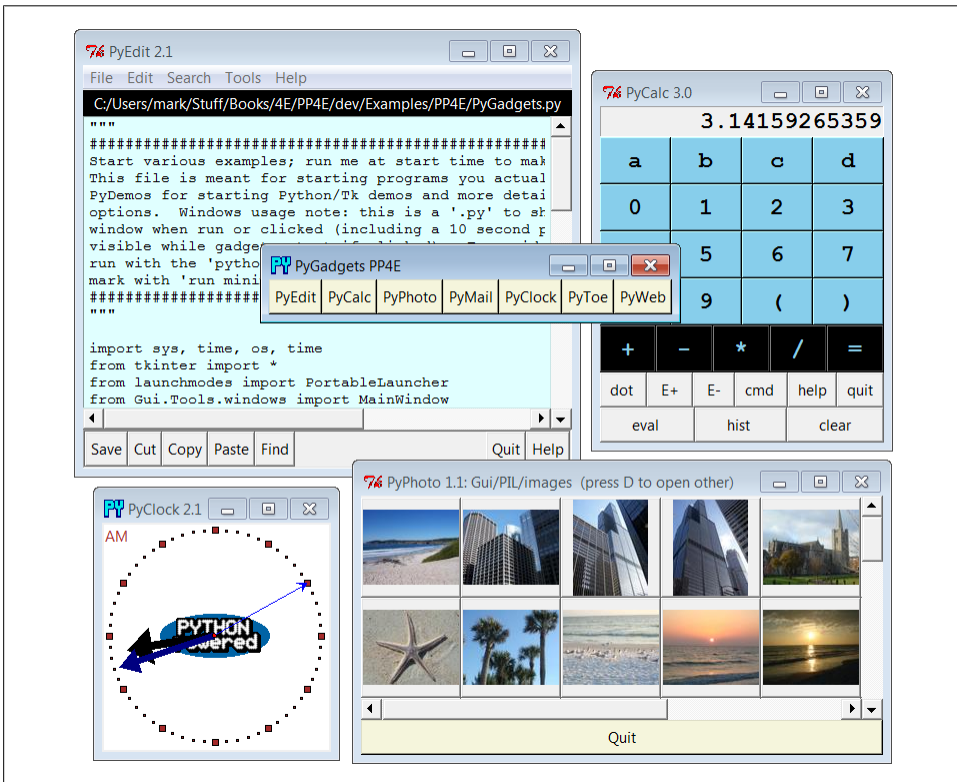 PyEdit 2.1
File Edit Search Tools Help
C:/Users/mark/Stuff/Books/4E/PP4E/dev/Examples/PP4E/PyGadgets.py
"""
##################################################
Start various examples; run me at start time to mak
This file is meant for starting programs you actual
PyDemos for starting Python/Tk demos and more detai
options. Windows usage note: this is a '.py' to sh
window when run or clicked (including a 10 second p
visible while
run with the 'pytho
mark with 'run mini
###################
"""
import sys, time, os, time
from tkinter import *
from launchmodes import PortableLauncher
from Gui.Tools.windows import MainWindow
Save Cut Copy Paste Find Quit Help
PyCalc 3.0
3.14159265359
a b c d
0 1 2 3
5 6 7
9 ( )
+ - * / =
dot E+ E- cmd help quit
eval hist clear
PyGadgets PP4E
PyEdit PyCalc PyPhoto PyMail PyClock PyToe PyWeb
PyClock 2.1
AM
PYTHON
Powered
PyPhoto 1.1: Gui/PIL/images (press D to open other)
Quit